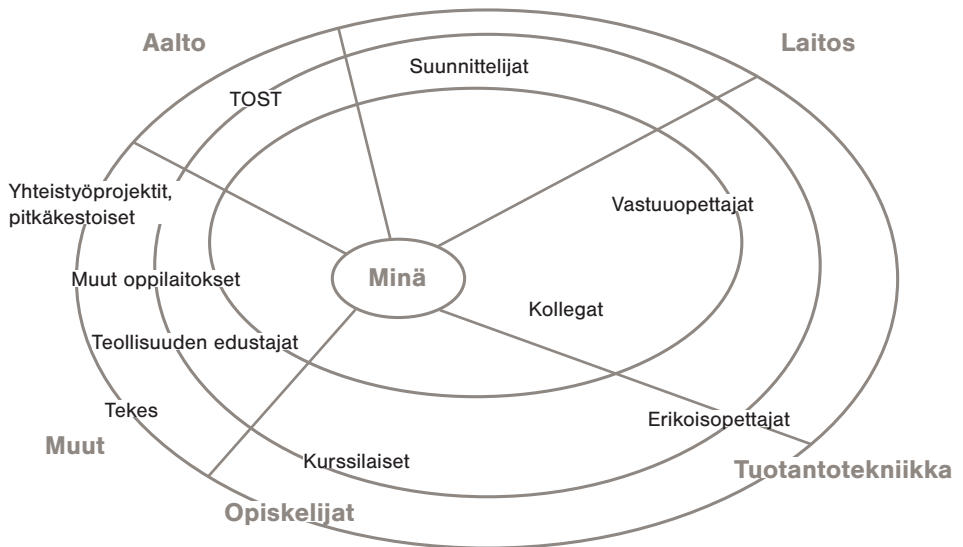 Aalto
Laitos
Suunnittelijat
TOST
Yhteistyöprojektit,
pitkäkestoiset
Vastuuopettajat
Muut oppilaitokset
Minä
Kollegat
Teollisuuden edustajat
Tekes
Erikoisopettajat
Muut
Kurssilaiset
Tuotantotekniikka
Opiskelijat